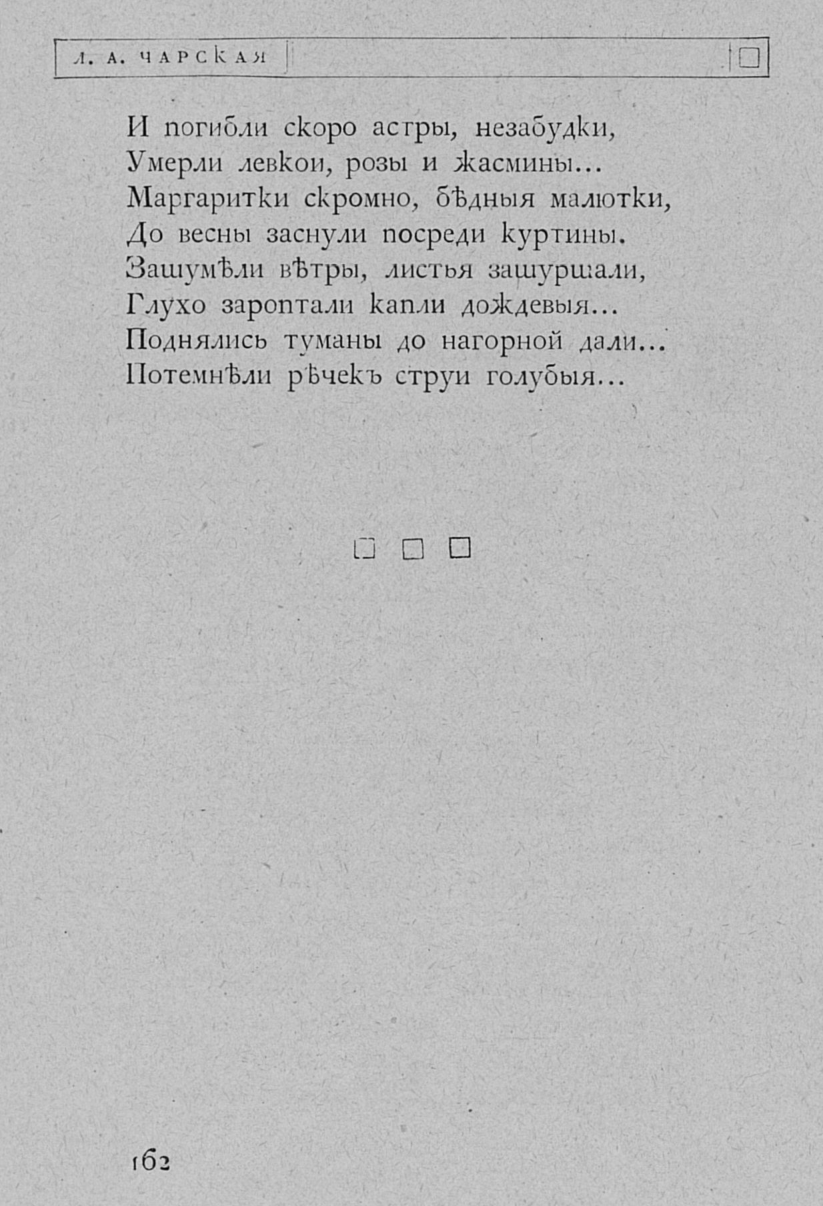 Л. А. ЧАРСКАЯ
И погибли скоро астры, незабудки,
Умерли левкои, розы и жасмины...
Маргаритки скромно, бѣдныя малютки,
До весны заснули посреди куртины.
Зашумѣли вѣтры, листья зашуршали,
Глухо зароптали капли дождевыя...
Поднялись туманы до нагорной дали...
Потемнѣли рѣчекъ струи голубыя...
162